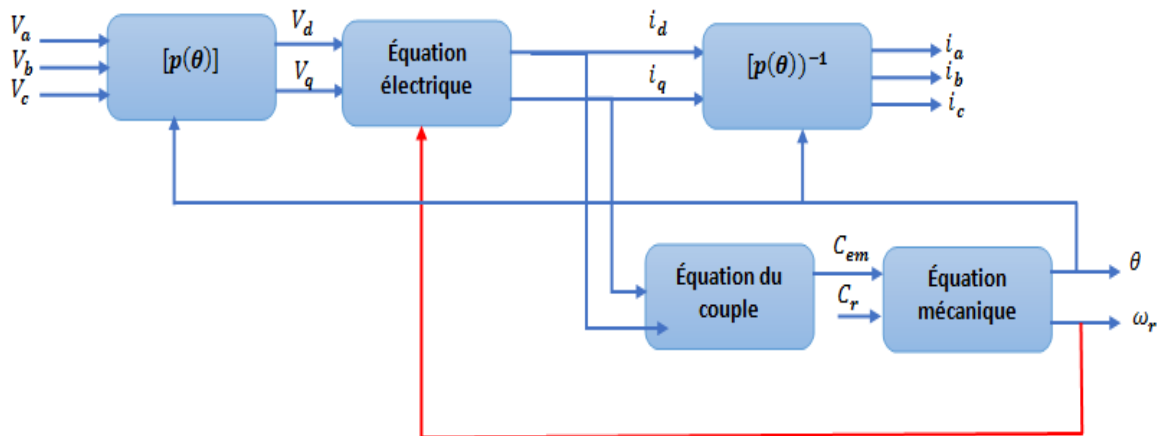 V_a
V_b
V_c
[p(θ)]
V_d
V_q
Équation
électrique
i_d
i_q
[p(θ))⁻¹
i_a
i_b
i_c
Équation du
couple
C_em
C_r
Équation
mécanique
θ
ω_r